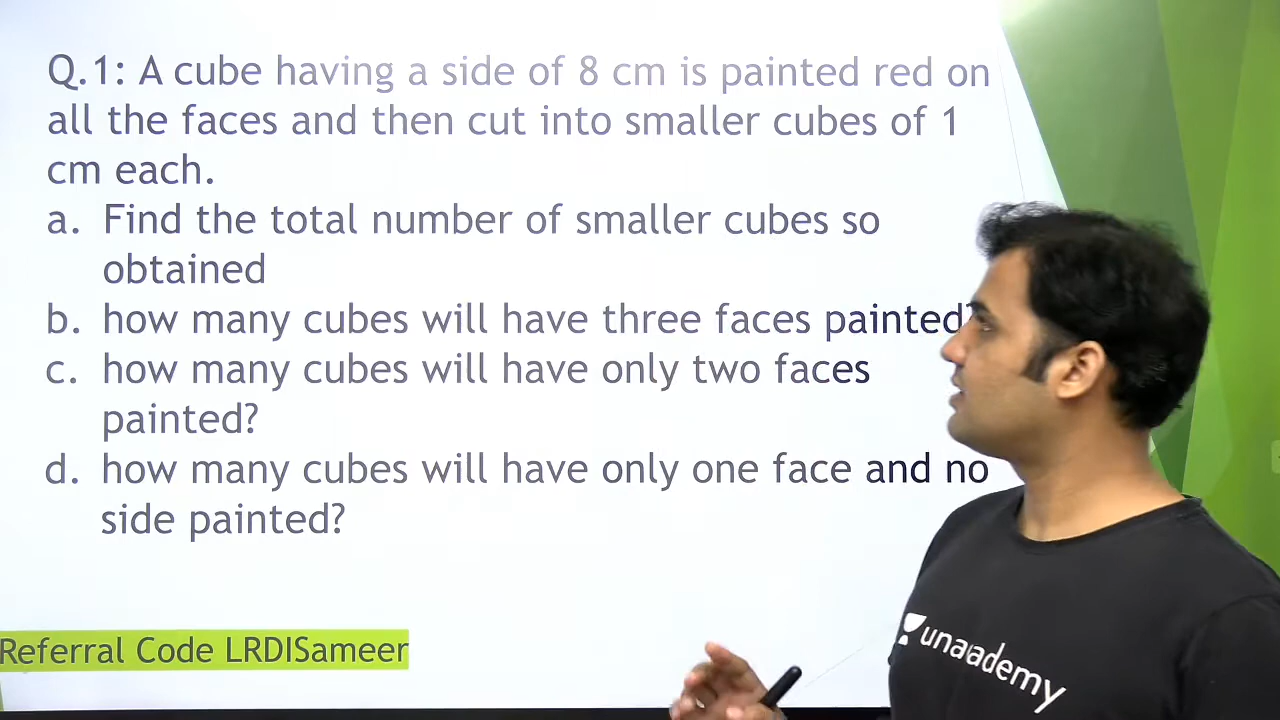 Q.1: A cube having a side of 8 cm is painted red on
all the faces and then cut into smaller cubes of 1
cm each.
a. Find the total number of smaller cubes so
obtained
b. how many cubes will have three faces painted?
c. how many cubes will have only two faces
painted?
d. how many cubes will have only one face and no
side painted?
Referral Code LRDISameer
unacademy